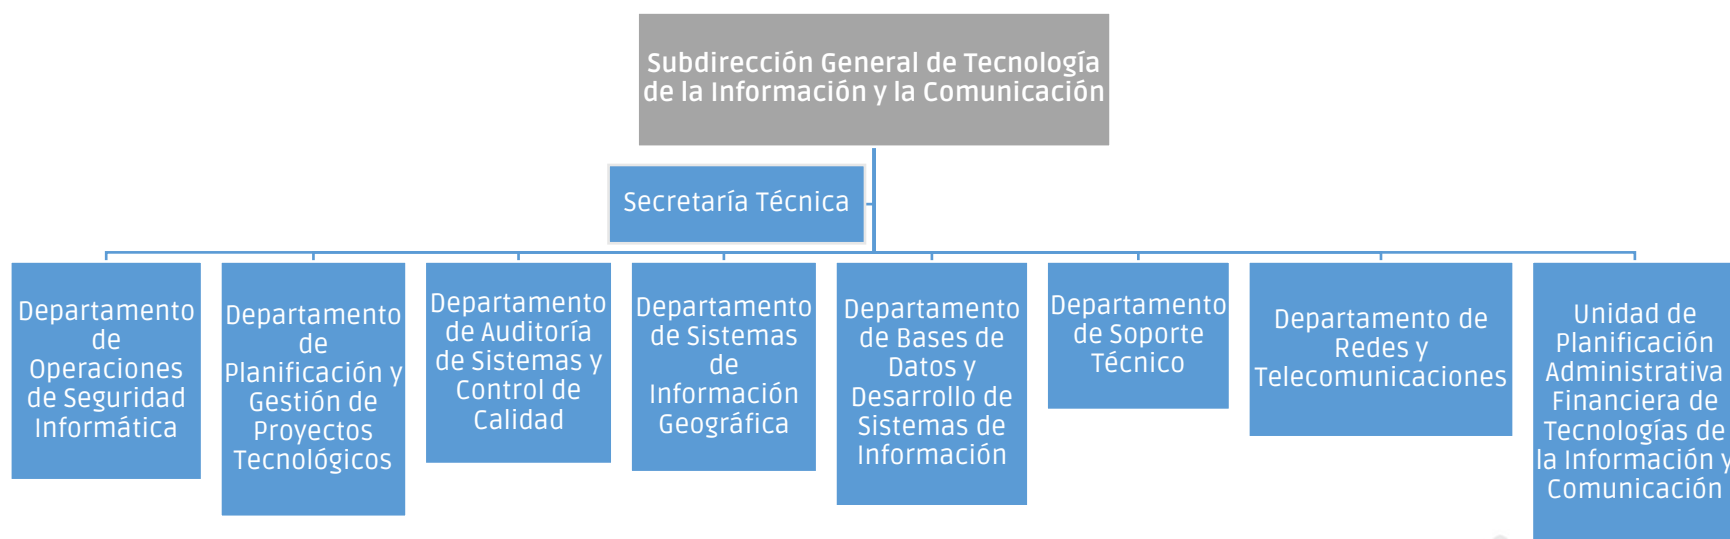 Subdirección General de Tecnología
de la Información y la Comunicación
Secretaría Técnica
Departamento
de
Operaciones
de Seguridad
Informática
Departamento
de
Planificación y
Gestión de
Proyectos
Tecnológicos
Departamento
de Auditoría
de Sistemas y
Control de
Calidad
Departamento
de Sistemas
de
Información
Geográfica
Departamento
de Bases de
Datos y
Desarrollo de
Sistemas de
Información
Departamento
de Soporte
Técnico
Departamento de
Redes y
Telecomunicaciones
Unidad de
Planificación
Administrativa
Financiera de
Tecnologías de
la Información y
Comunicación